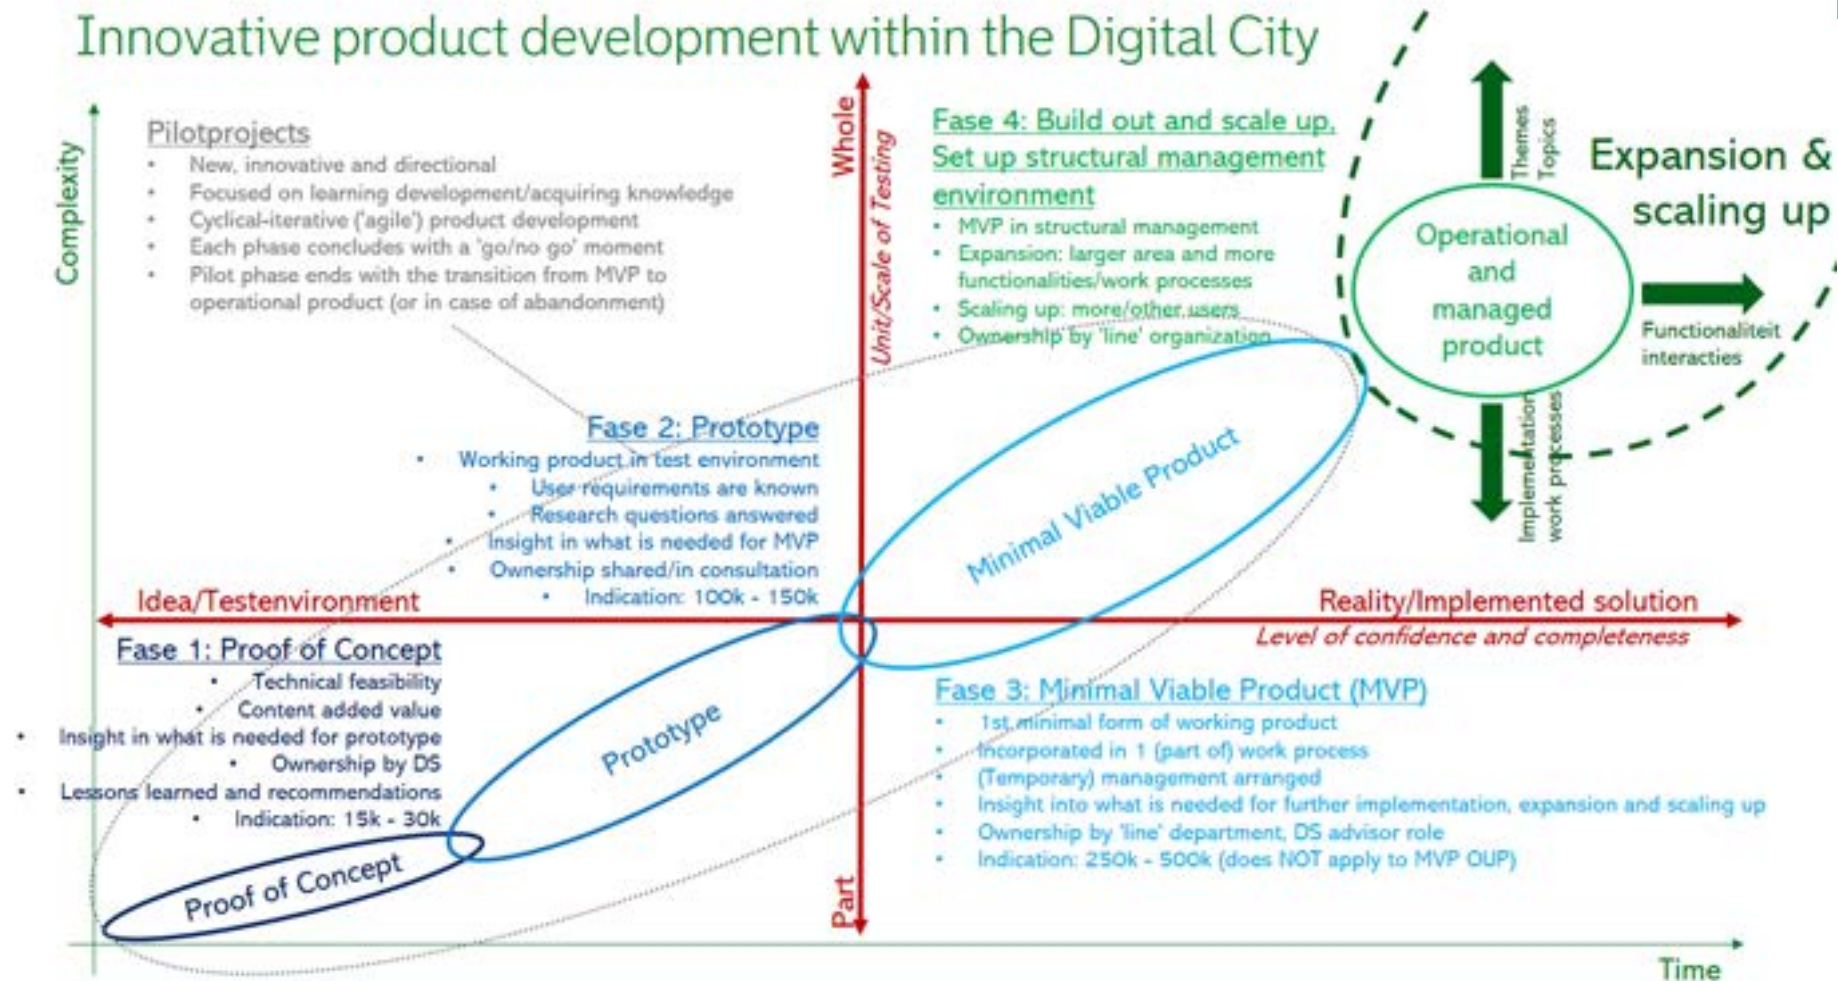 Innovative product development within the Digital City
Complexity
Pilotprojects
• New, innovative and directional
• Focused on learning development/acquiring knowledge
• Cyclical-iterative ('agile') product development
• Each phase concludes with a 'go/no go' moment
• Pilot phase ends with the transition from MVP to
operational product (or in case of abandonment)
Whole
Unit/Scale of Testing
Part
Fase 4: Build out and scale up,
Set up structural management
environment
• MVP in structural management
• Expansion: larger area and more
functionalities/work processes
• Scaling up: more/other users
• Ownership by 'line' organization
Themes
Topics
Expansion &
scaling up
Operational
and
managed
product
Functionaliteit
interacties
Implementation
work processes
Fase 2: Prototype
• Working product in test environment
• User requirements are known
• Research questions answered
• Insight in what is needed for MVP
• Ownership shared/in consultation
• Indication: 100k - 150k
Minimal Viable Product
Idea/Testenvironment
Reality/Implemented solution
Level of confidence and completeness
Fase 1: Proof of Concept
• Technical feasibility
• Content added value
• Insight in what is needed for prototype
• Ownership by DS
• Lessons learned and recommendations
• Indication: 15k - 30k
Prototype
Proof of Concept
Fase 3: Minimal Viable Product (MVP)
• 1st minimal form of working product
• Incorporated in 1 (part of) work process
• (Temporary) management arranged
• Insight into what is needed for further implementation, expansion and scaling up
• Ownership by 'line' department, DS advisor role
• Indication: 250k - 500k (does NOT apply to MVP OUP)
Time